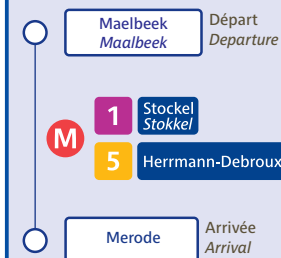 Maelbeek
Maalbeek
Départ
Departure
M
1 Stockel
Stokkel
5 Herrmann-Debroux
Merode
Arrivée
Arrival